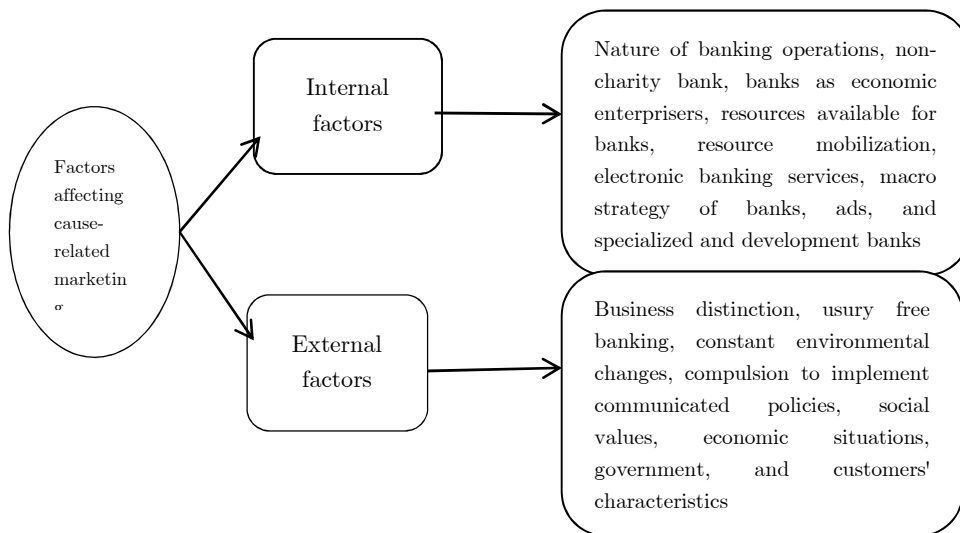 Factors
affecting
cause-
related
marketin
g
Internal
factors
External
factors
Nature of banking operations, non-
charity bank, banks as economic
enterprisers, resources available for
banks, resource mobilization,
electronic banking services, macro
strategy of banks, ads, and
specialized and development banks
Business distinction, usury free
banking, constant environmental
changes, compulsion to implement
communicated policies, social
values, economic situations,
government, and customers'
characteristics